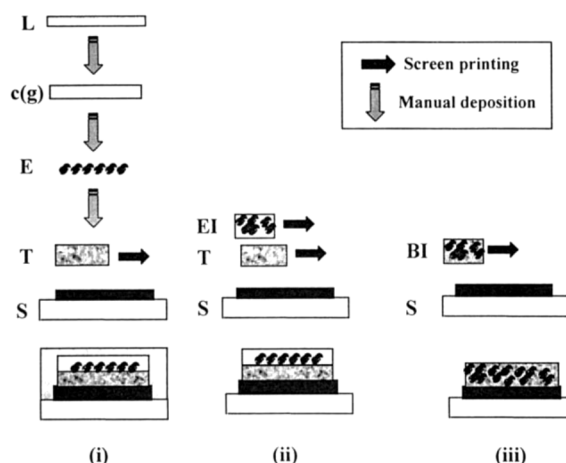 L
c(g)
E
T
S
Screen printing
Manual deposition
EI
T
S
BI
S
(i)
(ii)
(iii)